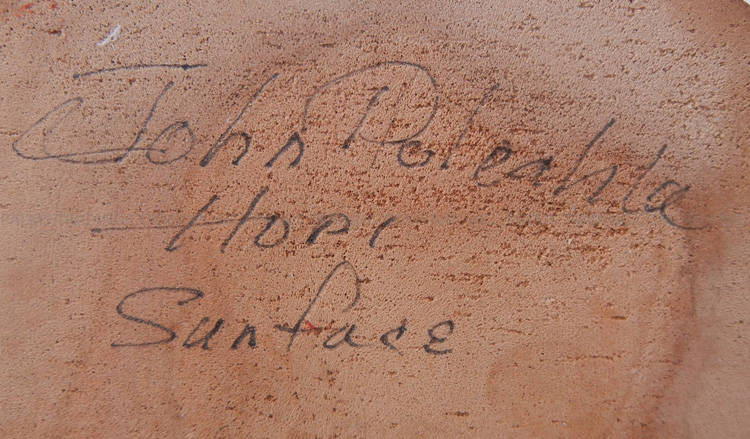 John Poleahla
Hopi
Sunface